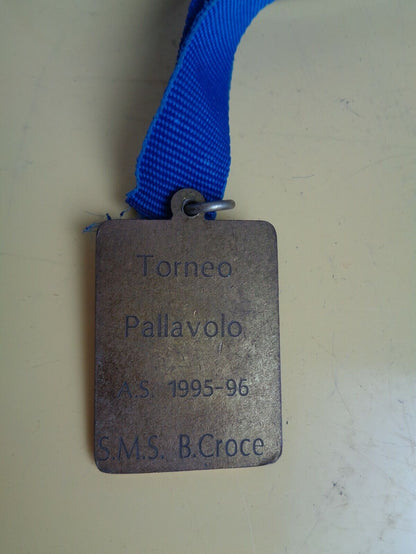 Torneo
Pallavolo
A.S. 1995-96
S.M.S. B.Croce